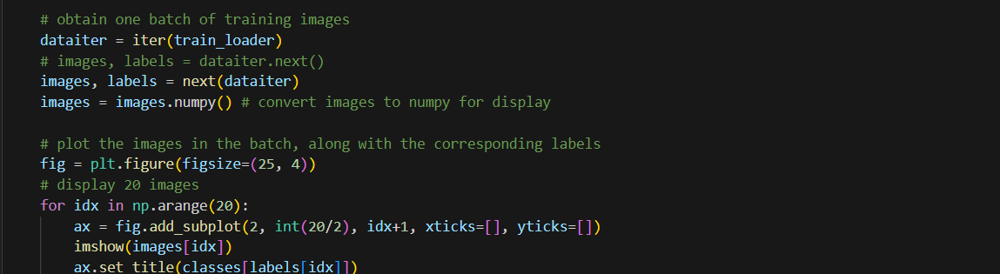 # obtain one batch of training images
dataiter = iter(train_loader)
# images, labels = dataiter.next()
images, labels = next(dataiter)
images = images.numpy() # convert images to numpy for display
# plot the images in the batch, along with the corresponding labels
fig = plt.figure(figsize=(25, 4))
# display 20 images
for idx in np.arange(20):
    ax = fig.add_subplot(2, int(20/2), idx+1, xticks=[], yticks=[])
    imshow(images[idx])
    ax.set_title(classes[labels[idx]])